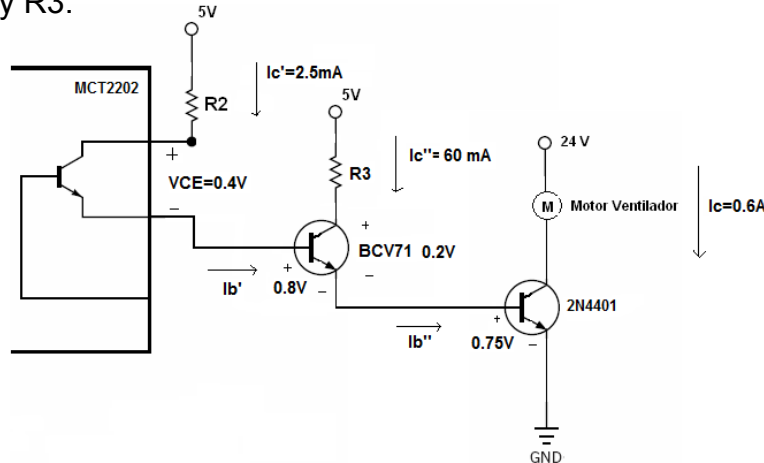 y R3.
5V
MCT2202
Ic'=2.5mA
R2
5V
+
VCE=0.4V
−
R3
Ic''= 60 mA
24 V
M Motor Ventilador
Ic=0.6A
+
BCV71 0.2V
−
+ 0.8V −
Ib'
2N4401
+ 0.75V −
Ib''
GND